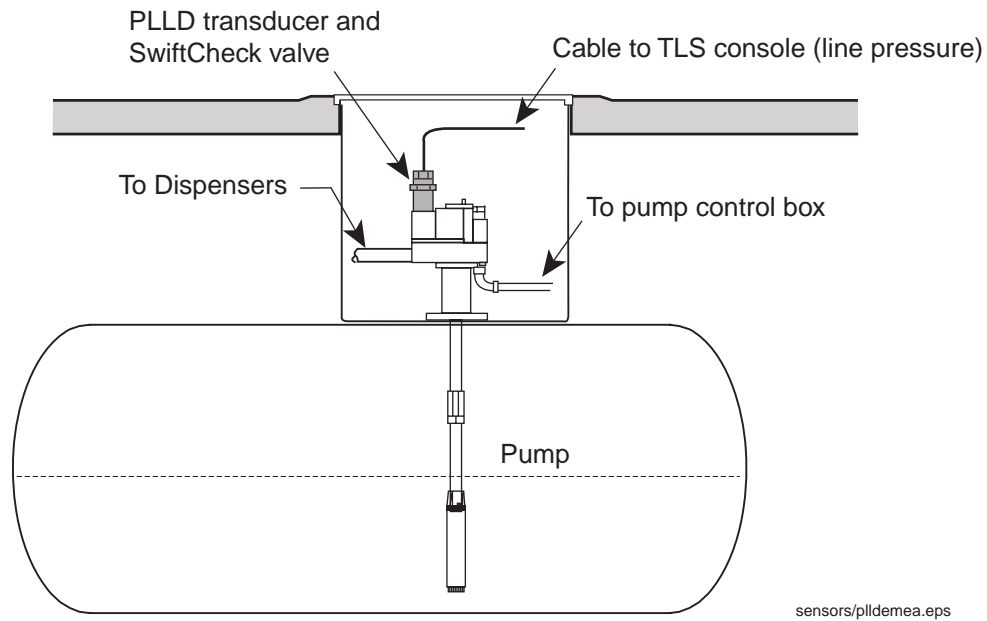 PLLD transducer and
SwiftCheck valve
Cable to TLS console (line pressure)
To Dispensers
To pump control box
Pump
sensors/plldemea.eps